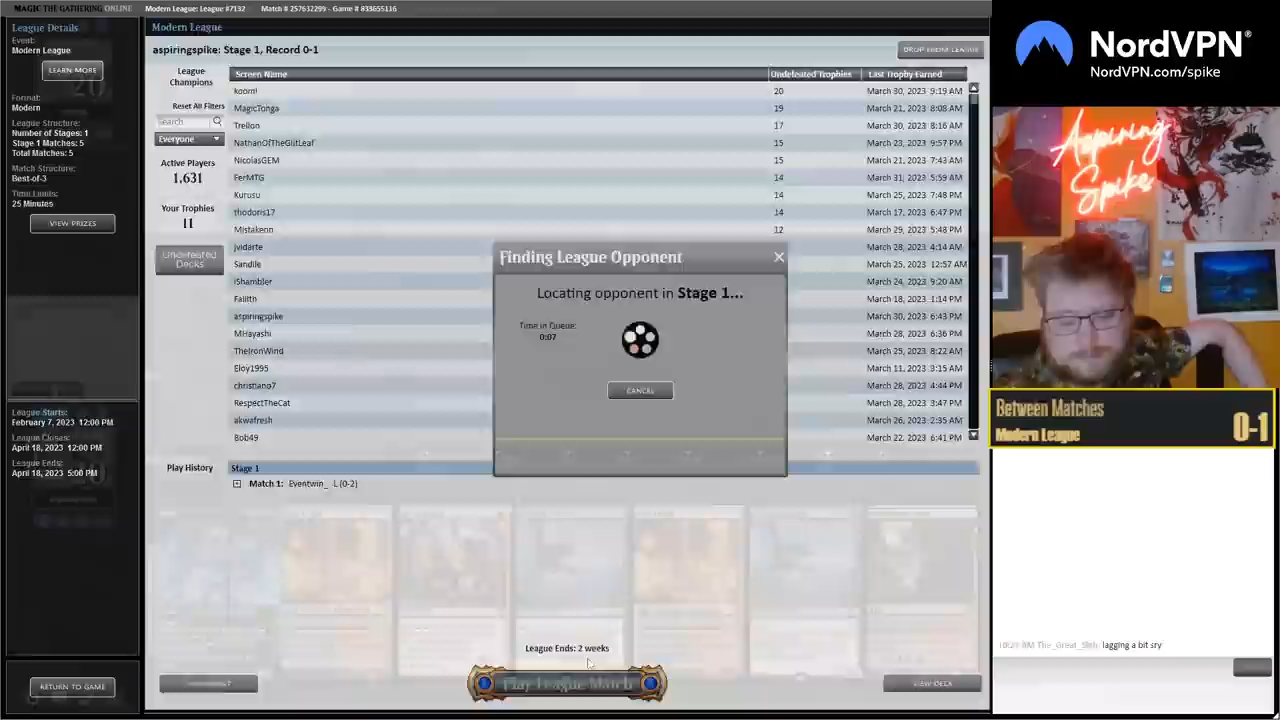 MAGIC THE GATHERING ONLINE
Modern League: League #7132
Match # 257632299 - Game # 833655116
League Details
Event:
Modern League
LEARN MORE
Format:
Modern
League Structure:
Number of Stages: 1
Stage 1 Matches: 5
Total Matches: 5
Match Structure:
Best-of-3
Time Limits:
25 Minutes
VIEW PRIZES
League Starts:
February 7, 2023 12:00 PM
League Closes:
April 18, 2023 12:00 PM
League Ends:
April 18, 2023 5:00 PM
RETURN TO GAME
Modern League
aspiringspike: Stage 1, Record 0-1
DROP FROM LEAGUE
League
Champions
Reset All Filters
Search
Everyone
Active Players
1,631
Your Trophies
11
Undefeated
Decks
Screen Name Undefeated Trophies Last Trophy Earned
koorni 20 March 30, 2023 9:19 AM
MagicTonga 19 March 21, 2023 8:08 AM
Trellon 17 March 30, 2023 8:16 AM
NathanOfTheGiltLeaf 15 March 23, 2023 9:57 PM
NicolasGEM 15 March 21, 2023 7:43 AM
FerMTG 14 March 31, 2023 5:59 AM
Kurusu 14 March 25, 2023 7:48 PM
thodoris17 14 March 17, 2023 6:47 PM
Mistakenn 12 March 29, 2023 5:48 PM
jvidarte March 28, 2023 4:14 AM
Sandile March 25, 2023 12:57 AM
iShambler March 24, 2023 9:20 AM
Falilth March 18, 2023 1:14 PM
aspiringspike March 30, 2023 6:43 PM
MHayashi March 28, 2023 6:36 PM
TheIronWind March 25, 2023 8:22 AM
Eloy1995 March 11, 2023 3:15 AM
christiano7 March 28, 2023 4:44 PM
RespectTheCat March 28, 2023 3:47 PM
akwafresh March 26, 2023 2:35 AM
Bob49 March 22, 2023 6:41 PM
Finding League Opponent
Locating opponent in Stage 1...
Time in Queue:
0:07
CANCEL
Play History
Stage 1
Match 1: Eventwin_ L (0-2)
League Ends: 2 weeks
Play League Match
VIEW DECK
NordVPN®
NordVPN.com/spike
Aspiring
Spike
Between Matches
Modern League
0-1
lagging a bit sry